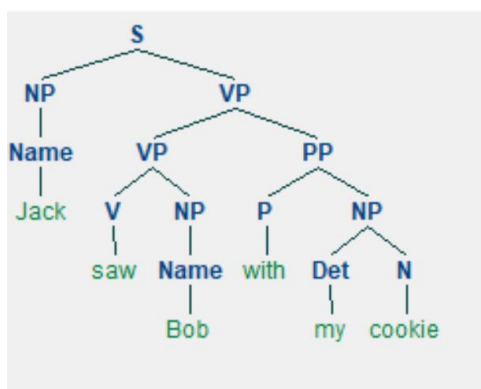 S
NP VP
Name VP PP
Jack V NP P NP
saw Name with Det N
Bob my cookie